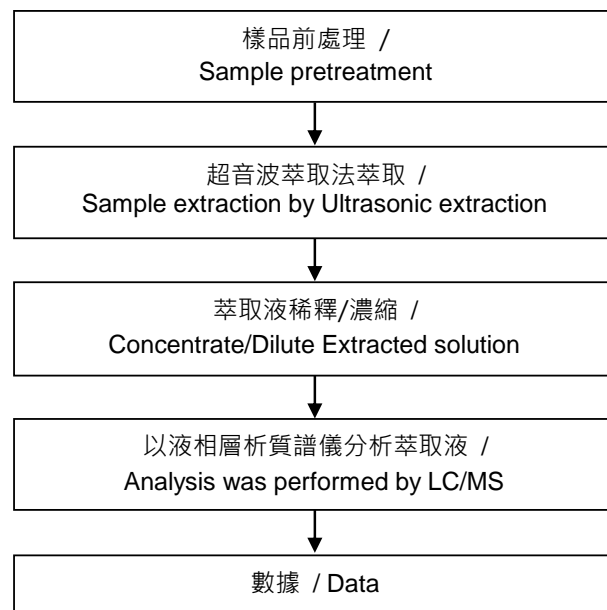 樣品前處理 /
Sample pretreatment
超音波萃取法萃取 /
Sample extraction by Ultrasonic extraction
萃取液稀釋/濃縮 /
Concentrate/Dilute Extracted solution
以液相層析質譜儀分析萃取液 /
Analysis was performed by LC/MS
數據 / Data